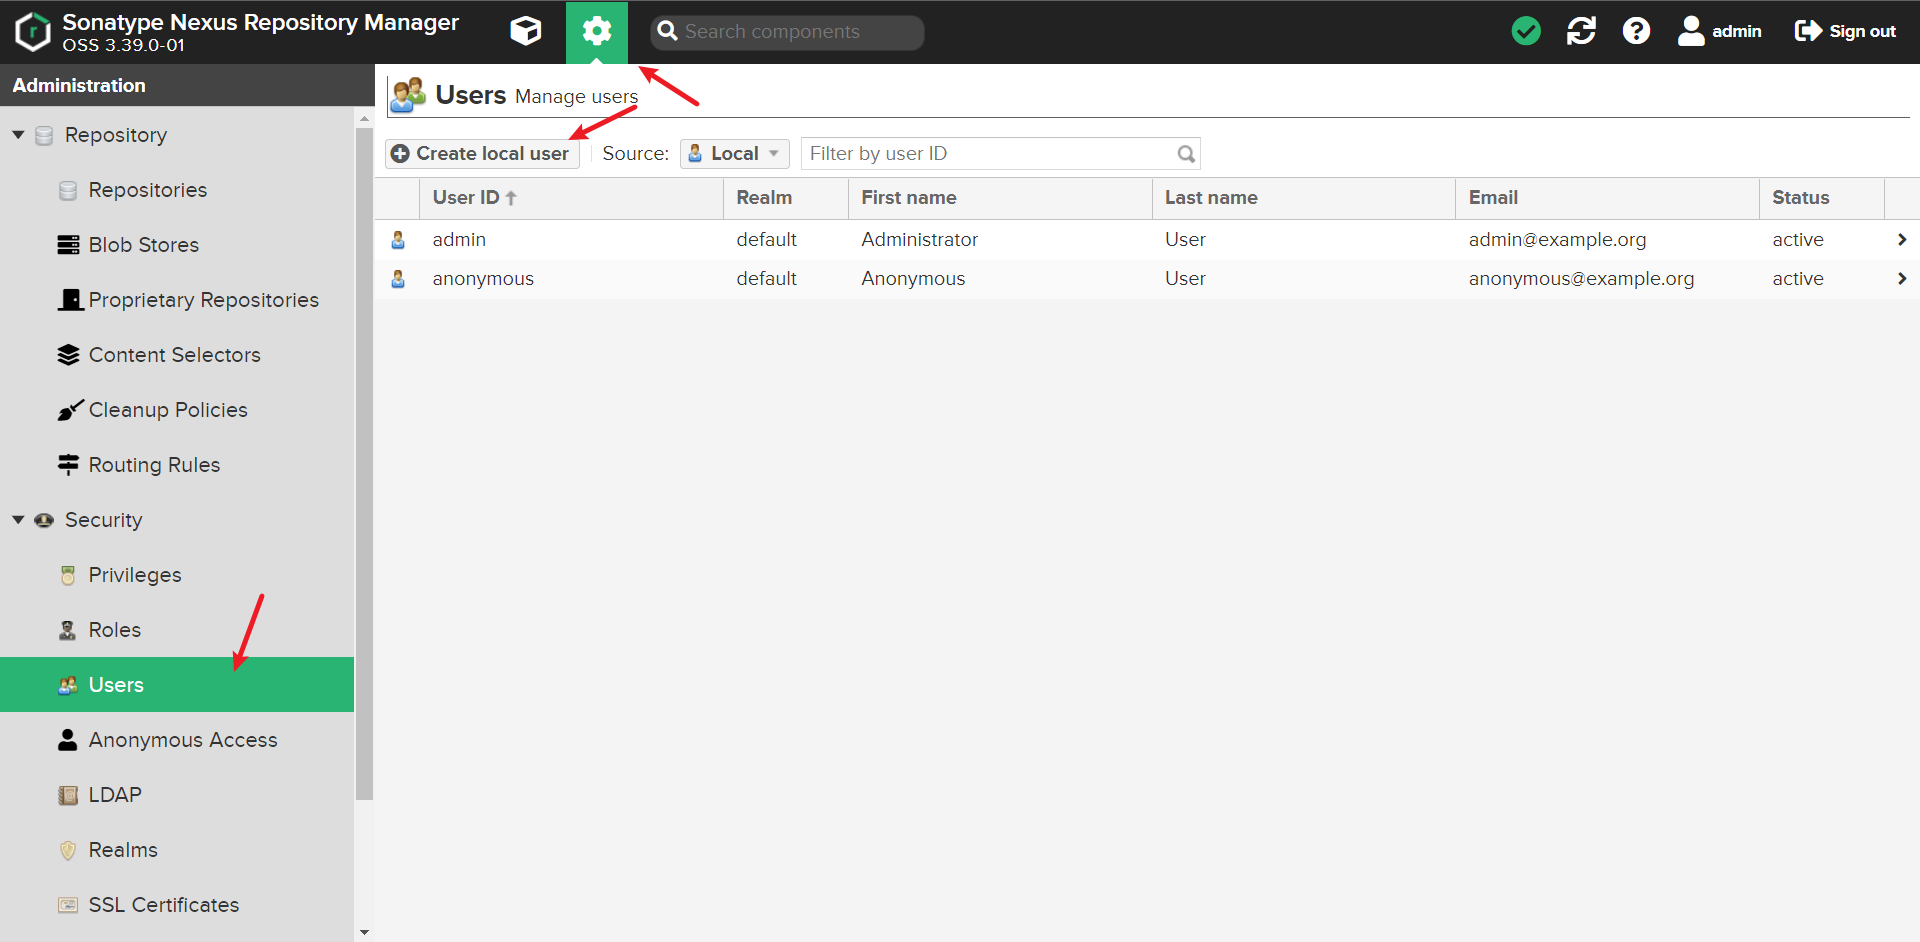 Sonatype Nexus Repository Manager
OSS 3.39.0-01
Search components
admin
Sign out
Administration
Repository
Repositories
Blob Stores
Proprietary Repositories
Content Selectors
Cleanup Policies
Routing Rules
Security
Privileges
Roles
Users
Anonymous Access
LDAP
Realms
SSL Certificates
Users Manage users
Create local user Source: Local Filter by user ID
User ID Realm First name Last name Email Status
admin default Administrator User admin@example.org active
anonymous default Anonymous User anonymous@example.org active